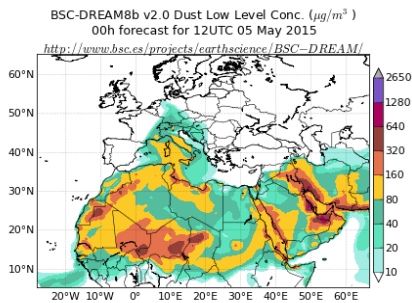 BSC-DREAM8b v2.0 Dust Low Level Conc. (μg/m³ )
00h forecast for 12UTC 05 May 2015
http://www.bsc.es/projects/earthscience/BSC−DREAM/
60°N
50°N
40°N
30°N
20°N
10°N
20°W 10°W 0° 10°E 20°E 30°E 40°E 50°E 60°E
2650
1280
640
320
160
80
40
20
10